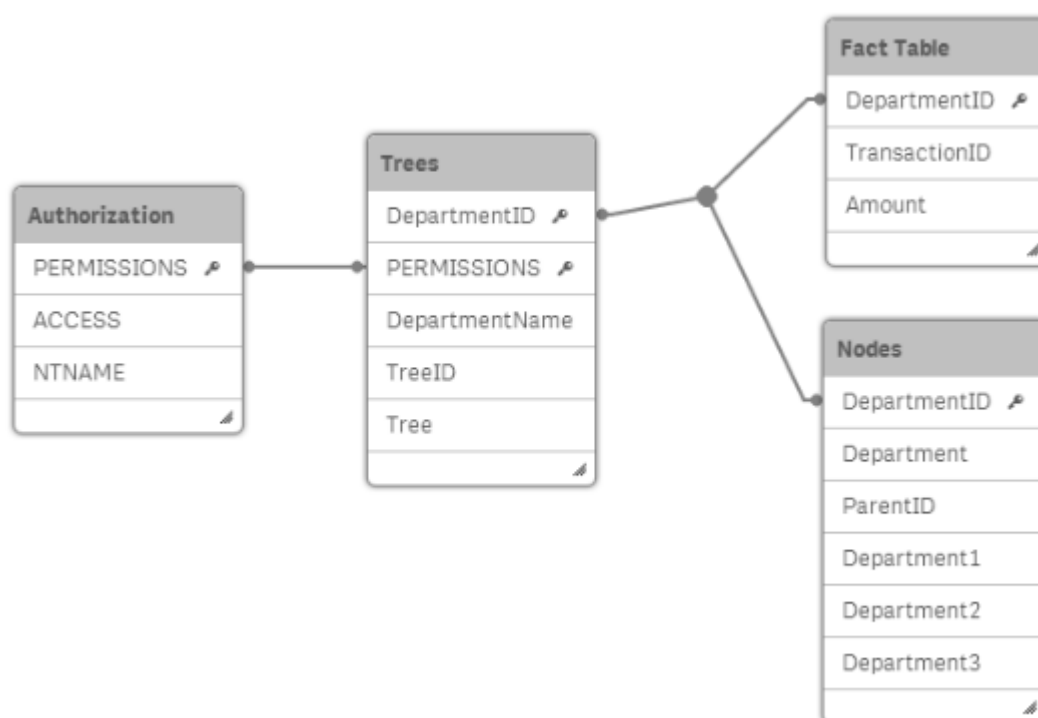 Authorization
PERMISSIONS
ACCESS
NTNAME
Trees
DepartmentID
PERMISSIONS
DepartmentName
TreeID
Tree
Fact Table
DepartmentID
TransactionID
Amount
Nodes
DepartmentID
Department
ParentID
Department1
Department2
Department3